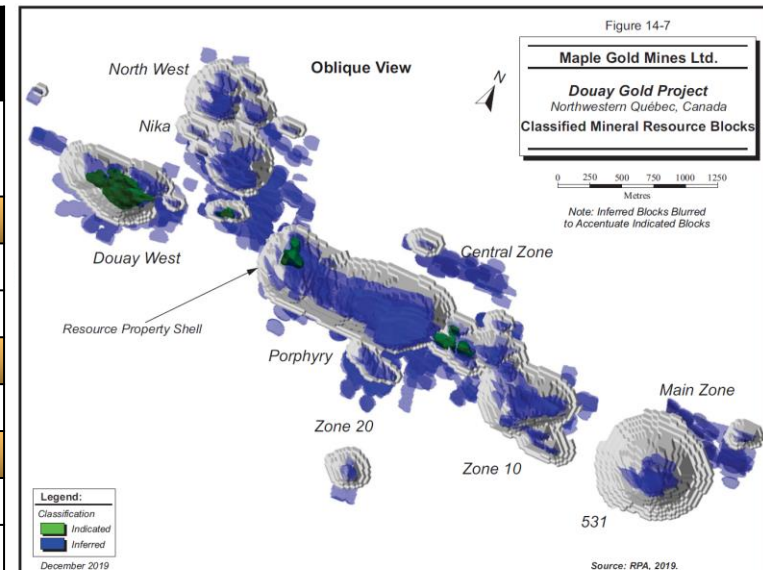 Figure 14-7
Maple Gold Mines Ltd.
Douay Gold Project
Northwestern Québec, Canada
Classified Mineral Resource Blocks
N
0 250 500 750 1000 1250
Metres
Note: Inferred Blocks Blurred
to Accentuate Indicated Blocks
Oblique View
North West
Nika
Douay West
Central Zone
Resource Property Shell
Porphyry
Main Zone
Zone 20
Zone 10
531
Legend:
Classification
Indicated
Inferred
December 2019
Source: RPA, 2019.